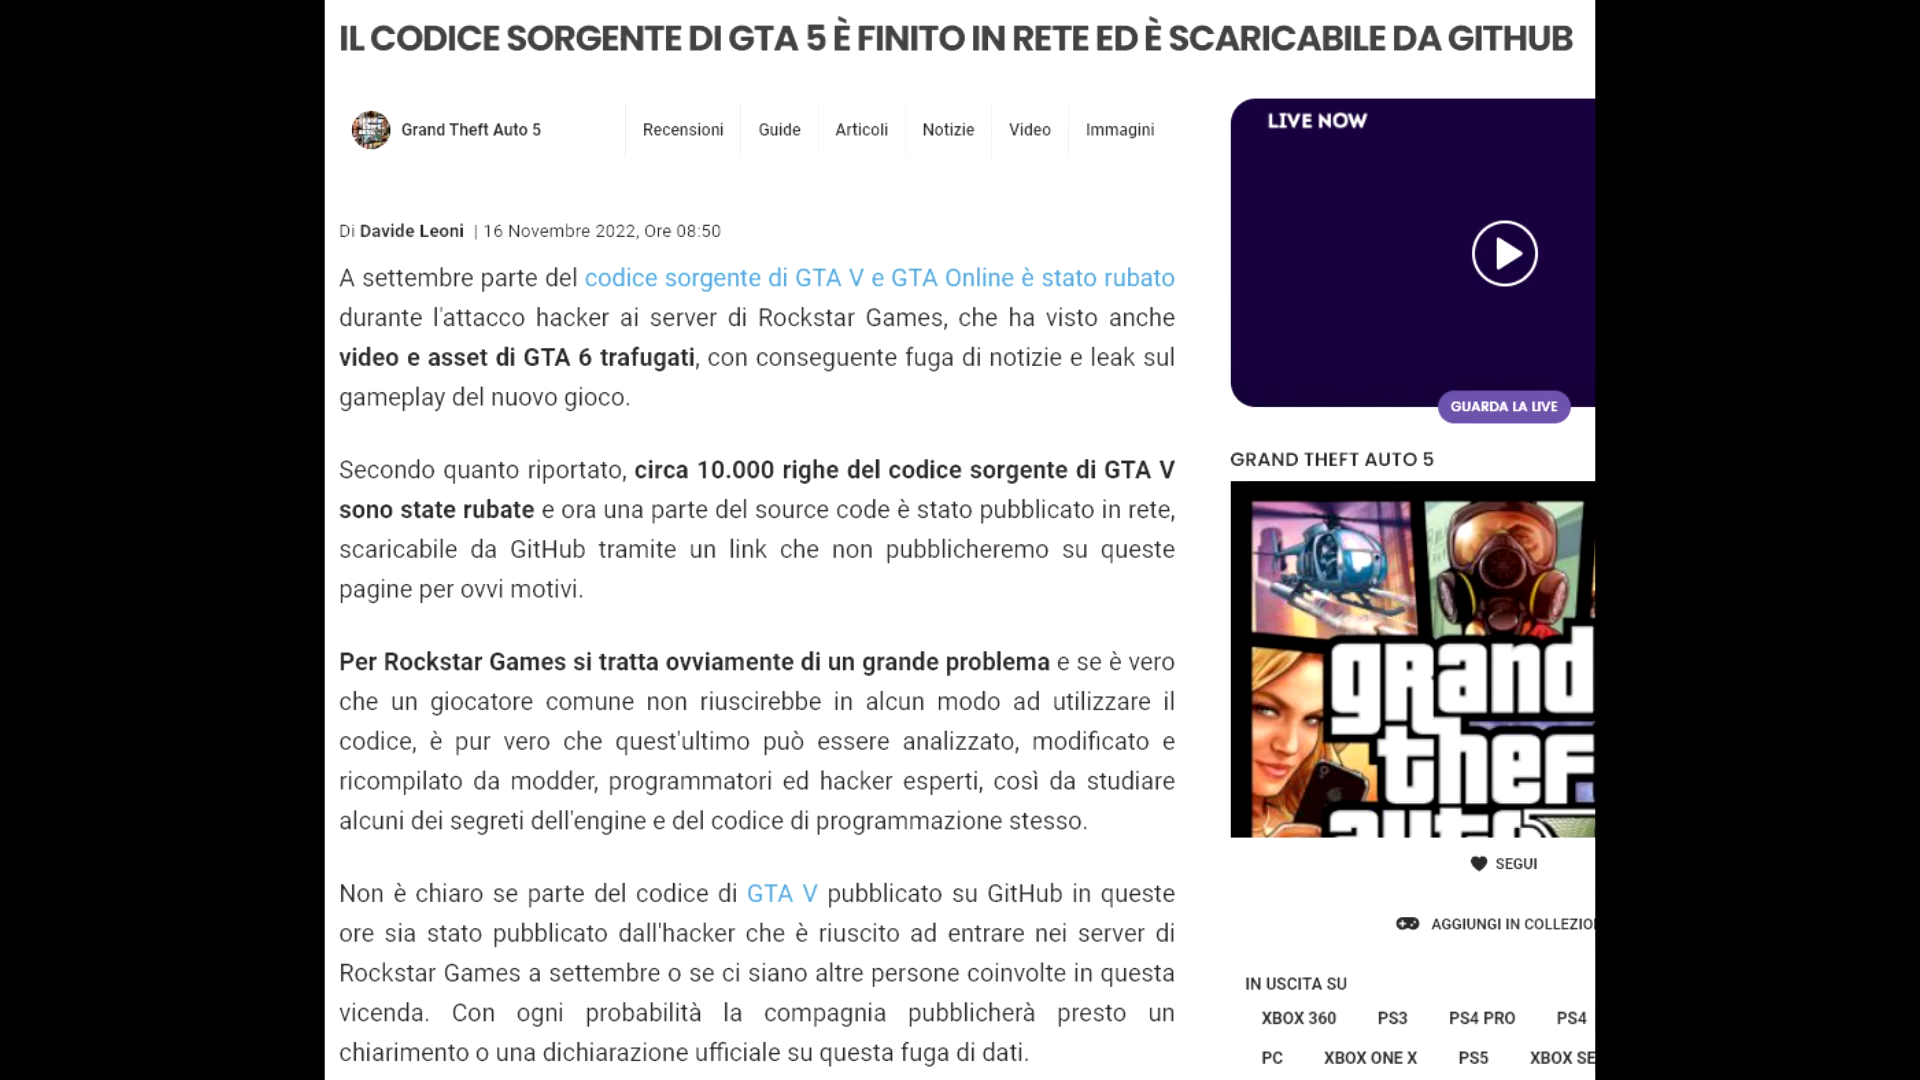 IL CODICE SORGENTE DI GTA 5 È FINITO IN RETE ED È SCARICABILE DA GITHUB
Grand Theft Auto 5
Recensioni
Guide
Articoli
Notizie
Video
Immagini
Di Davide Leoni | 16 Novembre 2022, Ore 08:50
A settembre parte del codice sorgente di GTA V e GTA Online è stato rubato
durante l'attacco hacker ai server di Rockstar Games, che ha visto anche
video e asset di GTA 6 trafugati, con conseguente fuga di notizie e leak sul
gameplay del nuovo gioco.
Secondo quanto riportato, circa 10.000 righe del codice sorgente di GTA V
sono state rubate e ora una parte del source code è stato pubblicato in rete,
scaricabile da GitHub tramite un link che non pubblicheremo su queste
pagine per ovvi motivi.
Per Rockstar Games si tratta ovviamente di un grande problema e se è vero
che un giocatore comune non riuscirebbe in alcun modo ad utilizzare il
codice, è pur vero che quest'ultimo può essere analizzato, modificato e
ricompilato da modder, programmatori ed hacker esperti, così da studiare
alcuni dei segreti dell'engine e del codice di programmazione stesso.
Non è chiaro se parte del codice di GTA V pubblicato su GitHub in queste
ore sia stato pubblicato dall'hacker che è riuscito ad entrare nei server di
Rockstar Games a settembre o se ci siano altre persone coinvolte in questa
vicenda. Con ogni probabilità la compagnia pubblicherà presto un
chiarimento o una dichiarazione ufficiale su questa fuga di dati.
LIVE NOW
GUARDA LA LIVE
GRAND THEFT AUTO 5
grand
thef
auto
SEGUI
AGGIUNGI IN COLLEZIO
IN USCITA SU
XBOX 360
PS3
PS4 PRO
PS4
PC
XBOX ONE X
PS5
XBOX SE